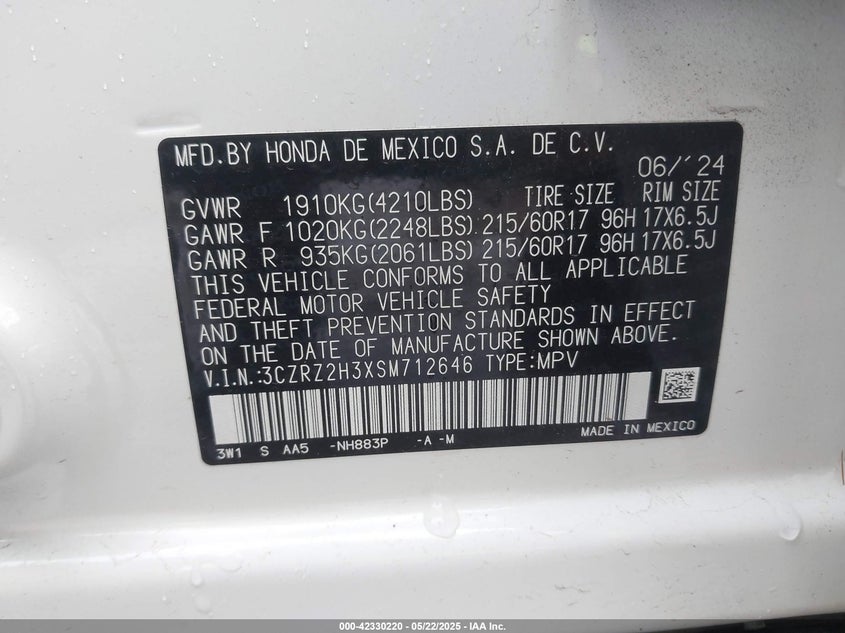 MFD.BY HONDA DE MEXICO S.A. DE C.V.
06/'24
GVWR 1910KG(4210LBS) TIRE SIZE RIM SIZE
GAWR F 1020KG(2248LBS) 215/60R17 96H 17X6.5J
GAWR R 935KG(2061LBS) 215/60R17 96H 17X6.5J
THIS VEHICLE CONFORMS TO ALL APPLICABLE
FEDERAL MOTOR VEHICLE SAFETY
AND THEFT PREVENTION STANDARDS IN EFFECT
ON THE DATE OF MANUFACTURE SHOWN ABOVE.
V.I.N.:3CZRZ2H3XSM712646 TYPE:MPV
3W1 S AA5 -NH883P -A -M MADE IN MEXICO
000-42330220 - 05/22/2025 - IAA Inc.